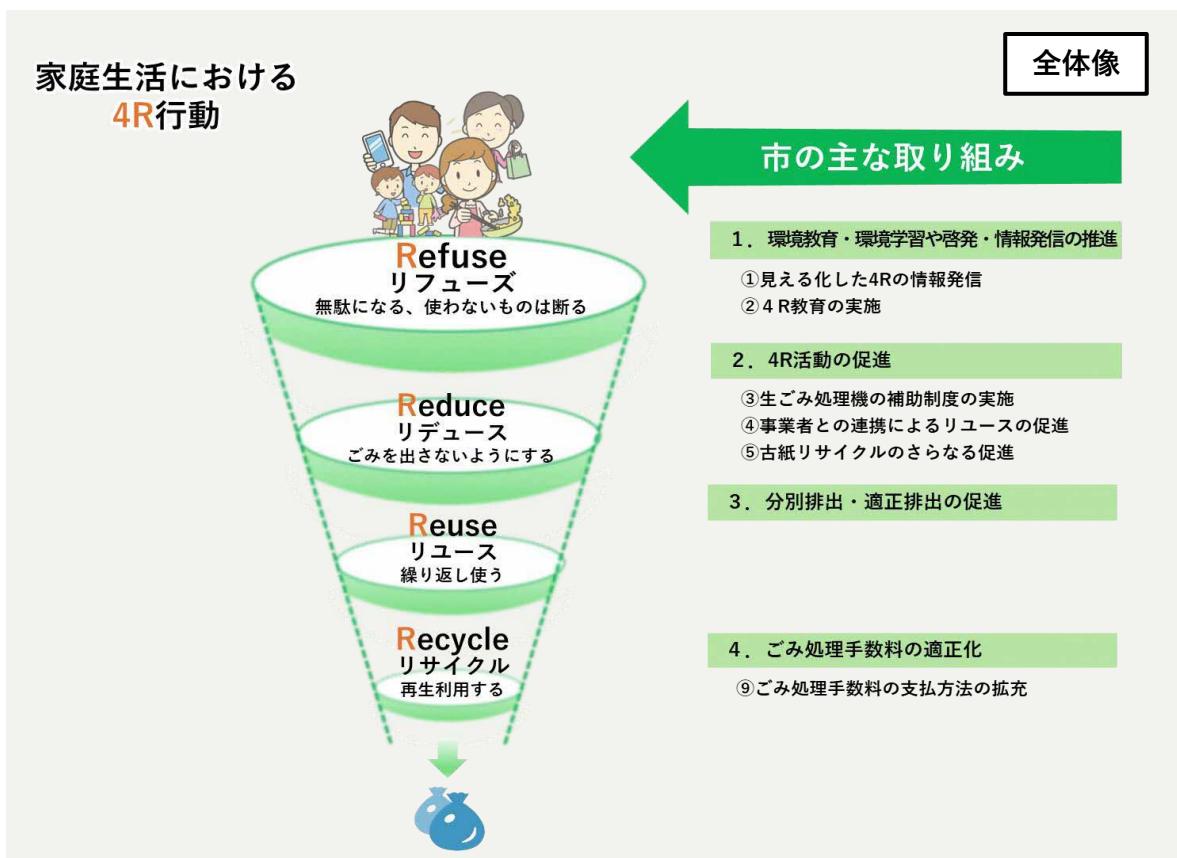 家庭生活における
4R行動
全体像
市の主な取り組み
Refuse
リフューズ
無駄になる、使わないものは断る
Reduce
リデュース
ごみを出さないようにする
Reuse
リユース
繰り返し使う
Recycle
リサイクル
再生利用する
1．環境教育・環境学習や啓発・情報発信の推進
①見える化した4Rの情報発信
②４R教育の実施
2．4R活動の促進
③生ごみ処理機の補助制度の実施
④事業者との連携によるリユースの促進
⑤古紙リサイクルのさらなる促進
3．分別排出・適正排出の促進
4．ごみ処理手数料の適正化
⑨ごみ処理手数料の支払方法の拡充